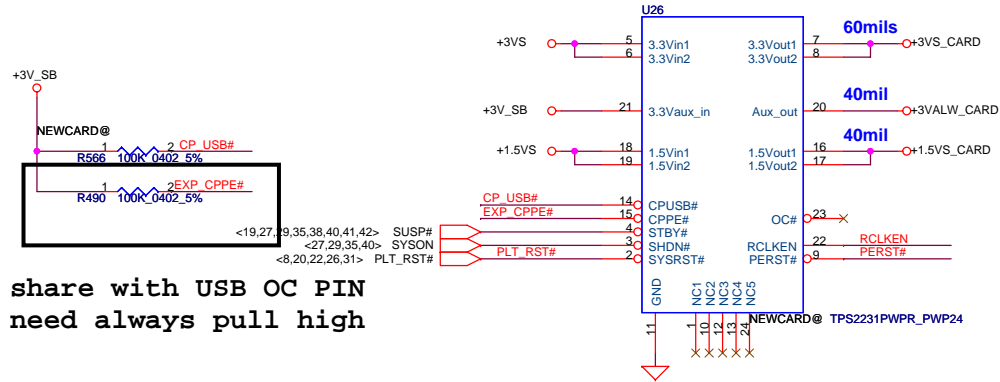 U26
60mils
+3VS 5 3.3Vin1 3.3Vout1 7 +3VS_CARD
6 3.3Vin2 3.3Vout2 8
+3V_SB
40mil
+3V_SB 21 3.3Vaux_in Aux_out 20 +3VALW_CARD
NEWCARD@
40mil
1 2 CP_USB#
R566 100K_0402_5%
+1.5VS 18 1.5Vin1 1.5Vout1 16 +1.5VS_CARD
19 1.5Vin2 1.5Vout2 17
1 2 EXP_CPPE#
R490 100K_0402_5%
CP_USB# 14 CPUSB#
EXP_CPPE# 15 CPPE# OC# 23
<19,27,29,35,38,40,41,42> SUSP# 4 STBY#
<27,29,35,40> SYSON 3 SHDN# RCLKEN 22 RCLKEN
<8,20,22,26,31> PLT_RST# PLT_RST# 2 SYSRST# PERST# 9 PERST#
share with USB OC PIN
need always pull high
GND NC1 NC2 NC3 NC4 NC5
11 1 10 12 13 24
NEWCARD@ TPS2231PWPR_PWP24